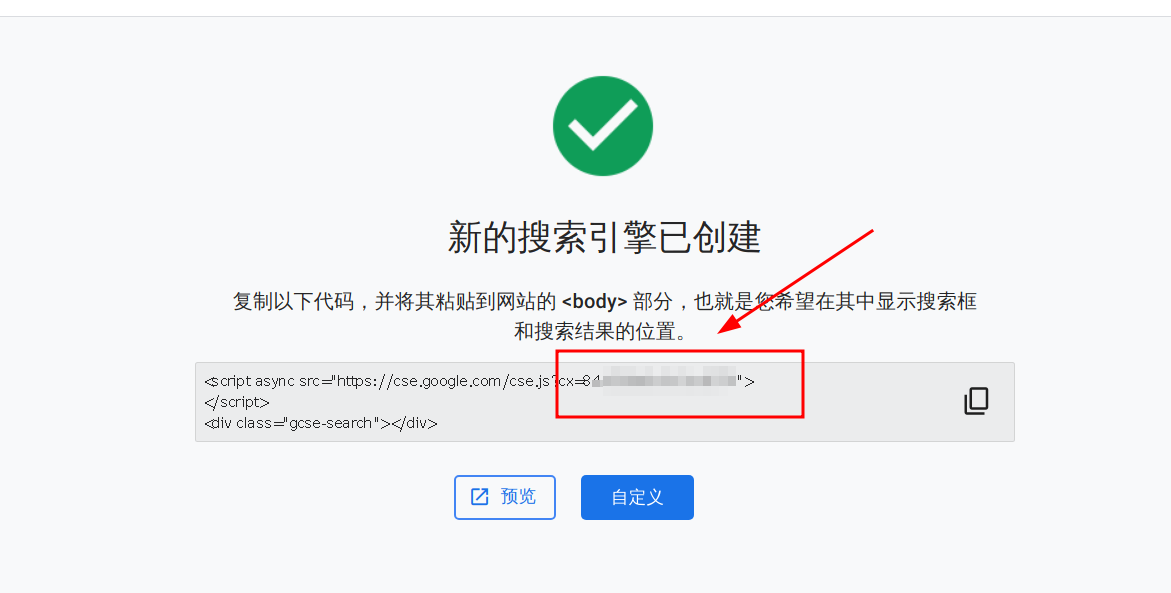 新的搜索引擎已创建
复制以下代码，并将其粘贴到网站的 <body> 部分，也就是您希望在其中显示搜索框
和搜索结果的位置。
<script async src="https://cse.google.com/cse.js?cx=84 ">
</script>
<div class="gcse-search"></div>
预览
自定义